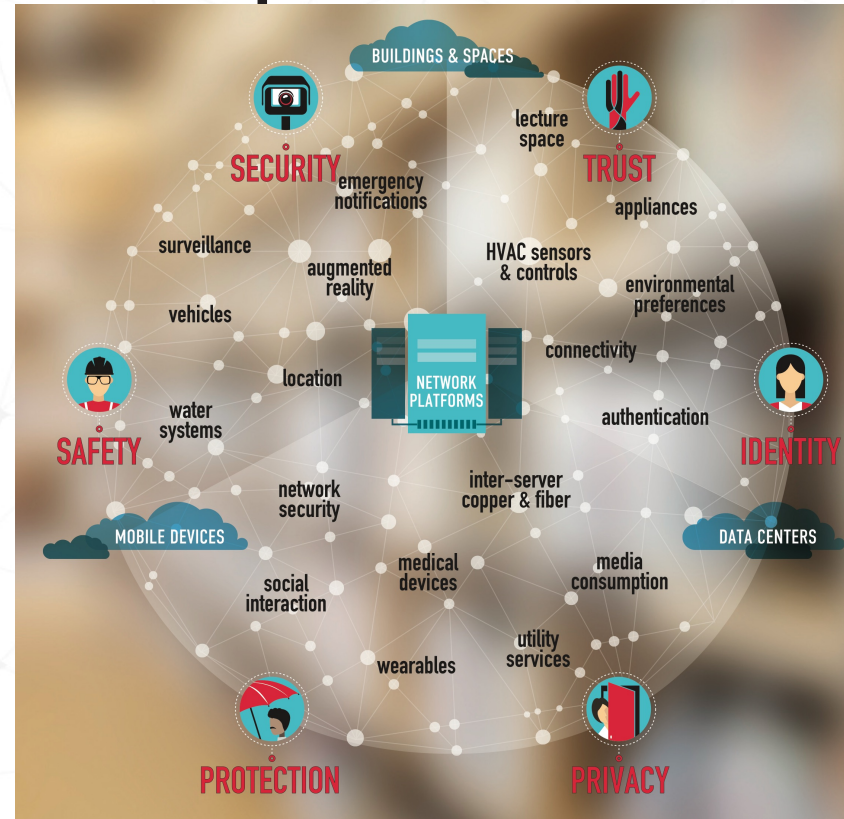 BUILDINGS & SPACES
lecture
space
SECURITY
TRUST
emergency
notifications
appliances
surveillance
HVAC sensors
& controls
augmented
reality
environmental
preferences
vehicles
connectivity
location
NETWORK
PLATFORMS
water
systems
authentication
SAFETY
IDENTITY
network
security
inter-server
copper & fiber
MOBILE DEVICES
DATA CENTERS
medical
devices
media
consumption
social
interaction
utility
services
wearables
PROTECTION
PRIVACY